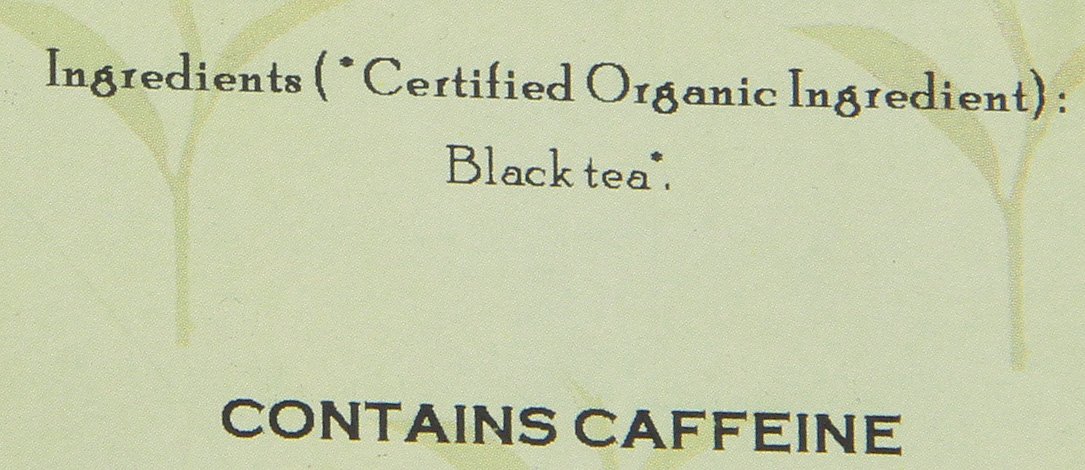 Ingredients (*Certified Organic Ingredient):
Black tea*.
CONTAINS CAFFEINE